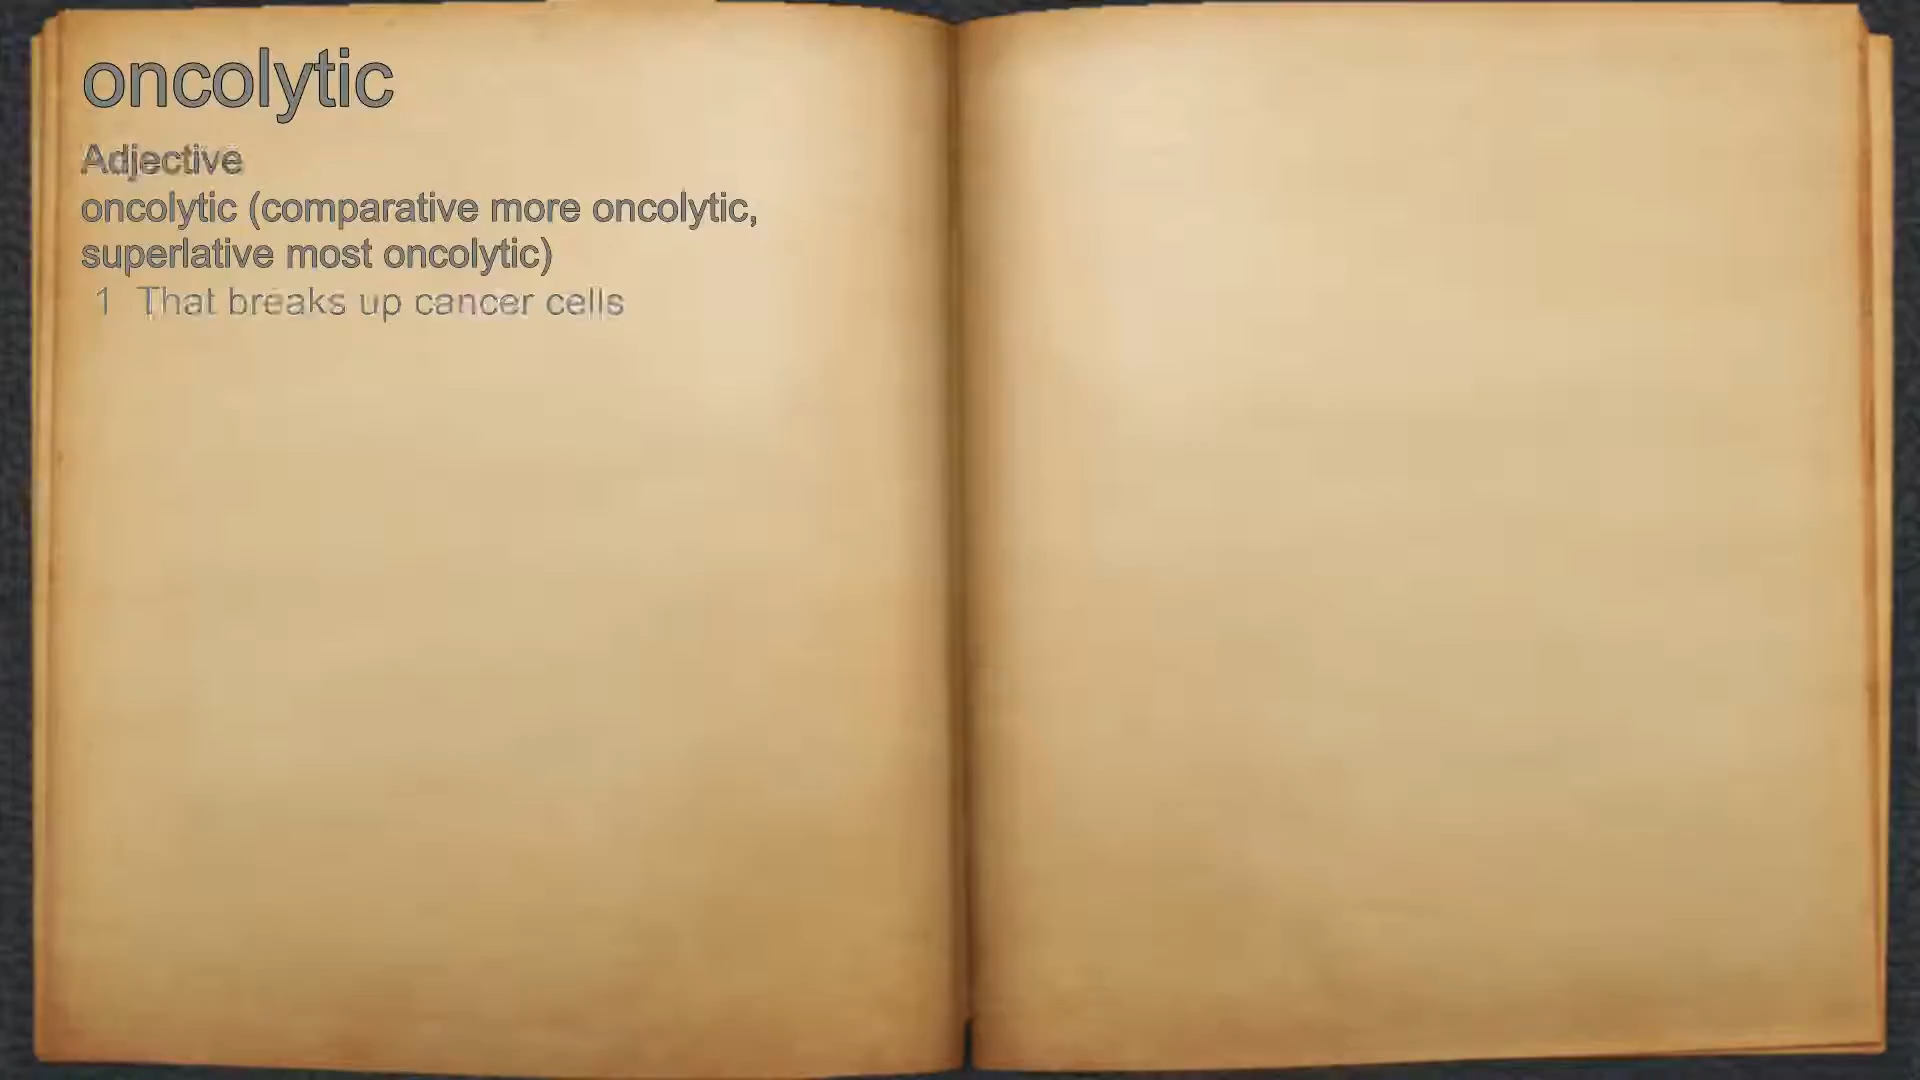 oncolytic
Adjective
oncolytic (comparative more oncolytic,
superlative most oncolytic)
1 That breaks up cancer cells